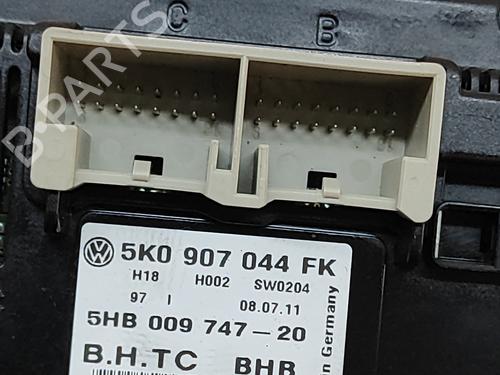 C B
B-PARTS
5K0 907 044 FK
H18 H002 SW0204
97 I 08.07.11
5HB 009 747-20
B.H.TC BHB
in Germany